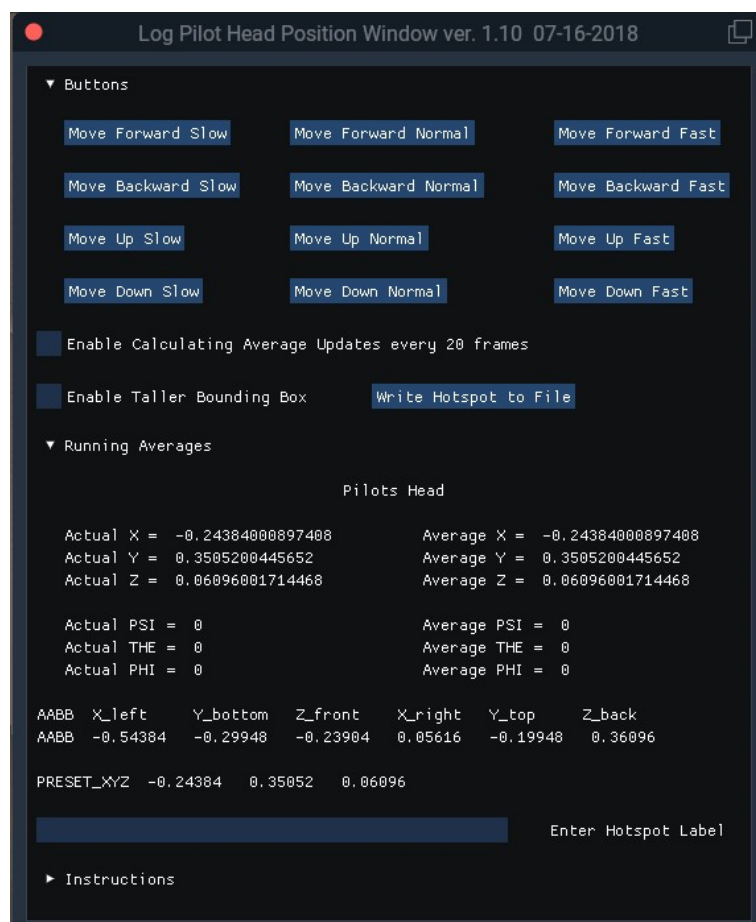 Log Pilot Head Position Window ver. 1.10 07-16-2018
Buttons
Move Forward Slow Move Forward Normal Move Forward Fast
Move Backward Slow Move Backward Normal Move Backward Fast
Move Up Slow Move Up Normal Move Up Fast
Move Down Slow Move Down Normal Move Down Fast
Enable Calculating Average Updates every 20 frames
Enable Taller Bounding Box Write Hotspot to File
Running Averages
Pilots Head
Actual X = -0.24384000897408 Average X = -0.24384000897408
Actual Y = 0.3505200445652 Average Y = 0.3505200445652
Actual Z = 0.06096001714468 Average Z = 0.06096001714468
Actual PSI = 0 Average PSI = 0
Actual THE = 0 Average THE = 0
Actual PHI = 0 Average PHI = 0
AABB X_left Y_bottom Z_front X_right Y_top Z_back
AABB -0.54384 -0.29948 -0.23904 0.05616 -0.19948 0.36096
PRESET_XYZ -0.24384 0.35052 0.06096
Enter Hotspot Label
Instructions